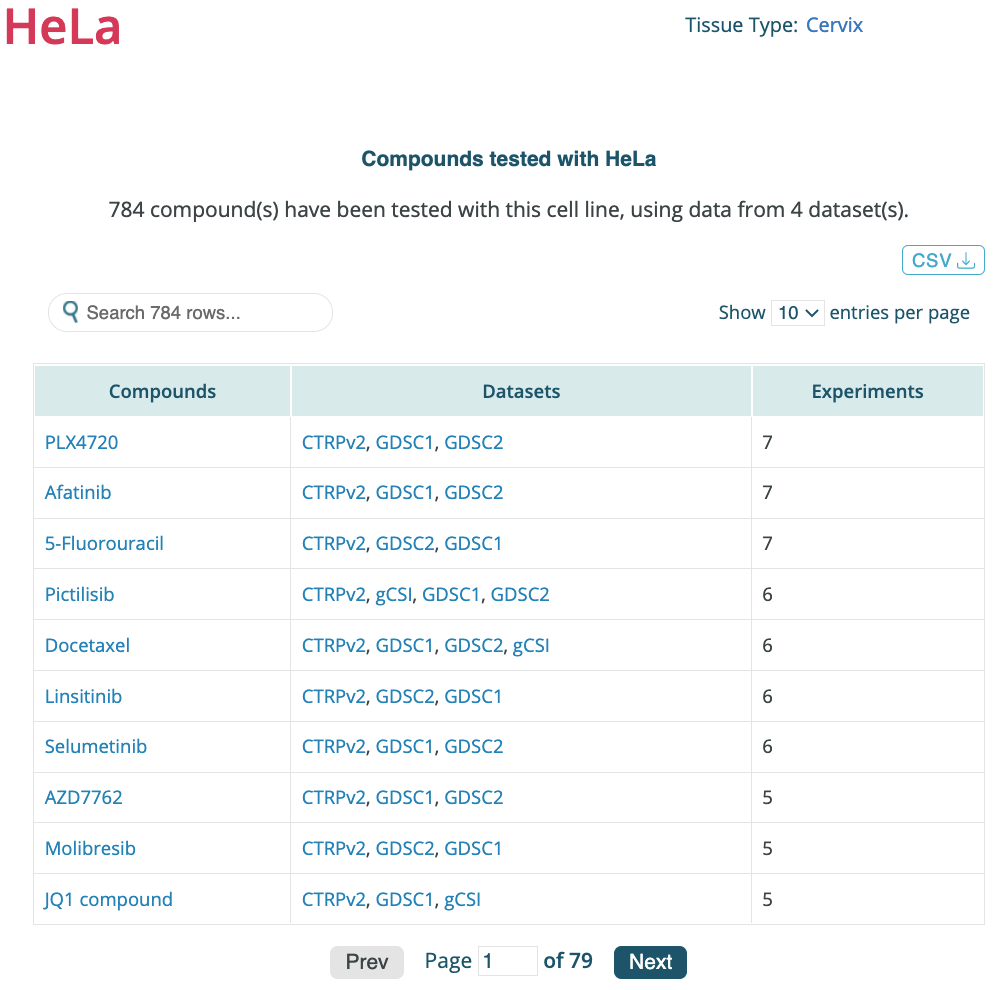 HeLa
Tissue Type: Cervix
Compounds tested with HeLa
784 compound(s) have been tested with this cell line, using data from 4 dataset(s).
CSV
Search 784 rows...
Show 10 entries per page
Compounds Datasets Experiments
PLX4720 CTRPv2, GDSC1, GDSC2 7
Afatinib CTRPv2, GDSC1, GDSC2 7
5-Fluorouracil CTRPv2, GDSC2, GDSC1 7
Pictilisib CTRPv2, gCSI, GDSC1, GDSC2 6
Docetaxel CTRPv2, GDSC1, GDSC2, gCSI 6
Linsitinib CTRPv2, GDSC2, GDSC1 6
Selumetinib CTRPv2, GDSC1, GDSC2 6
AZD7762 CTRPv2, GDSC1, GDSC2 5
Molibresib CTRPv2, GDSC2, GDSC1 5
JQ1 compound CTRPv2, GDSC1, gCSI 5
Prev Page 1 of 79 Next